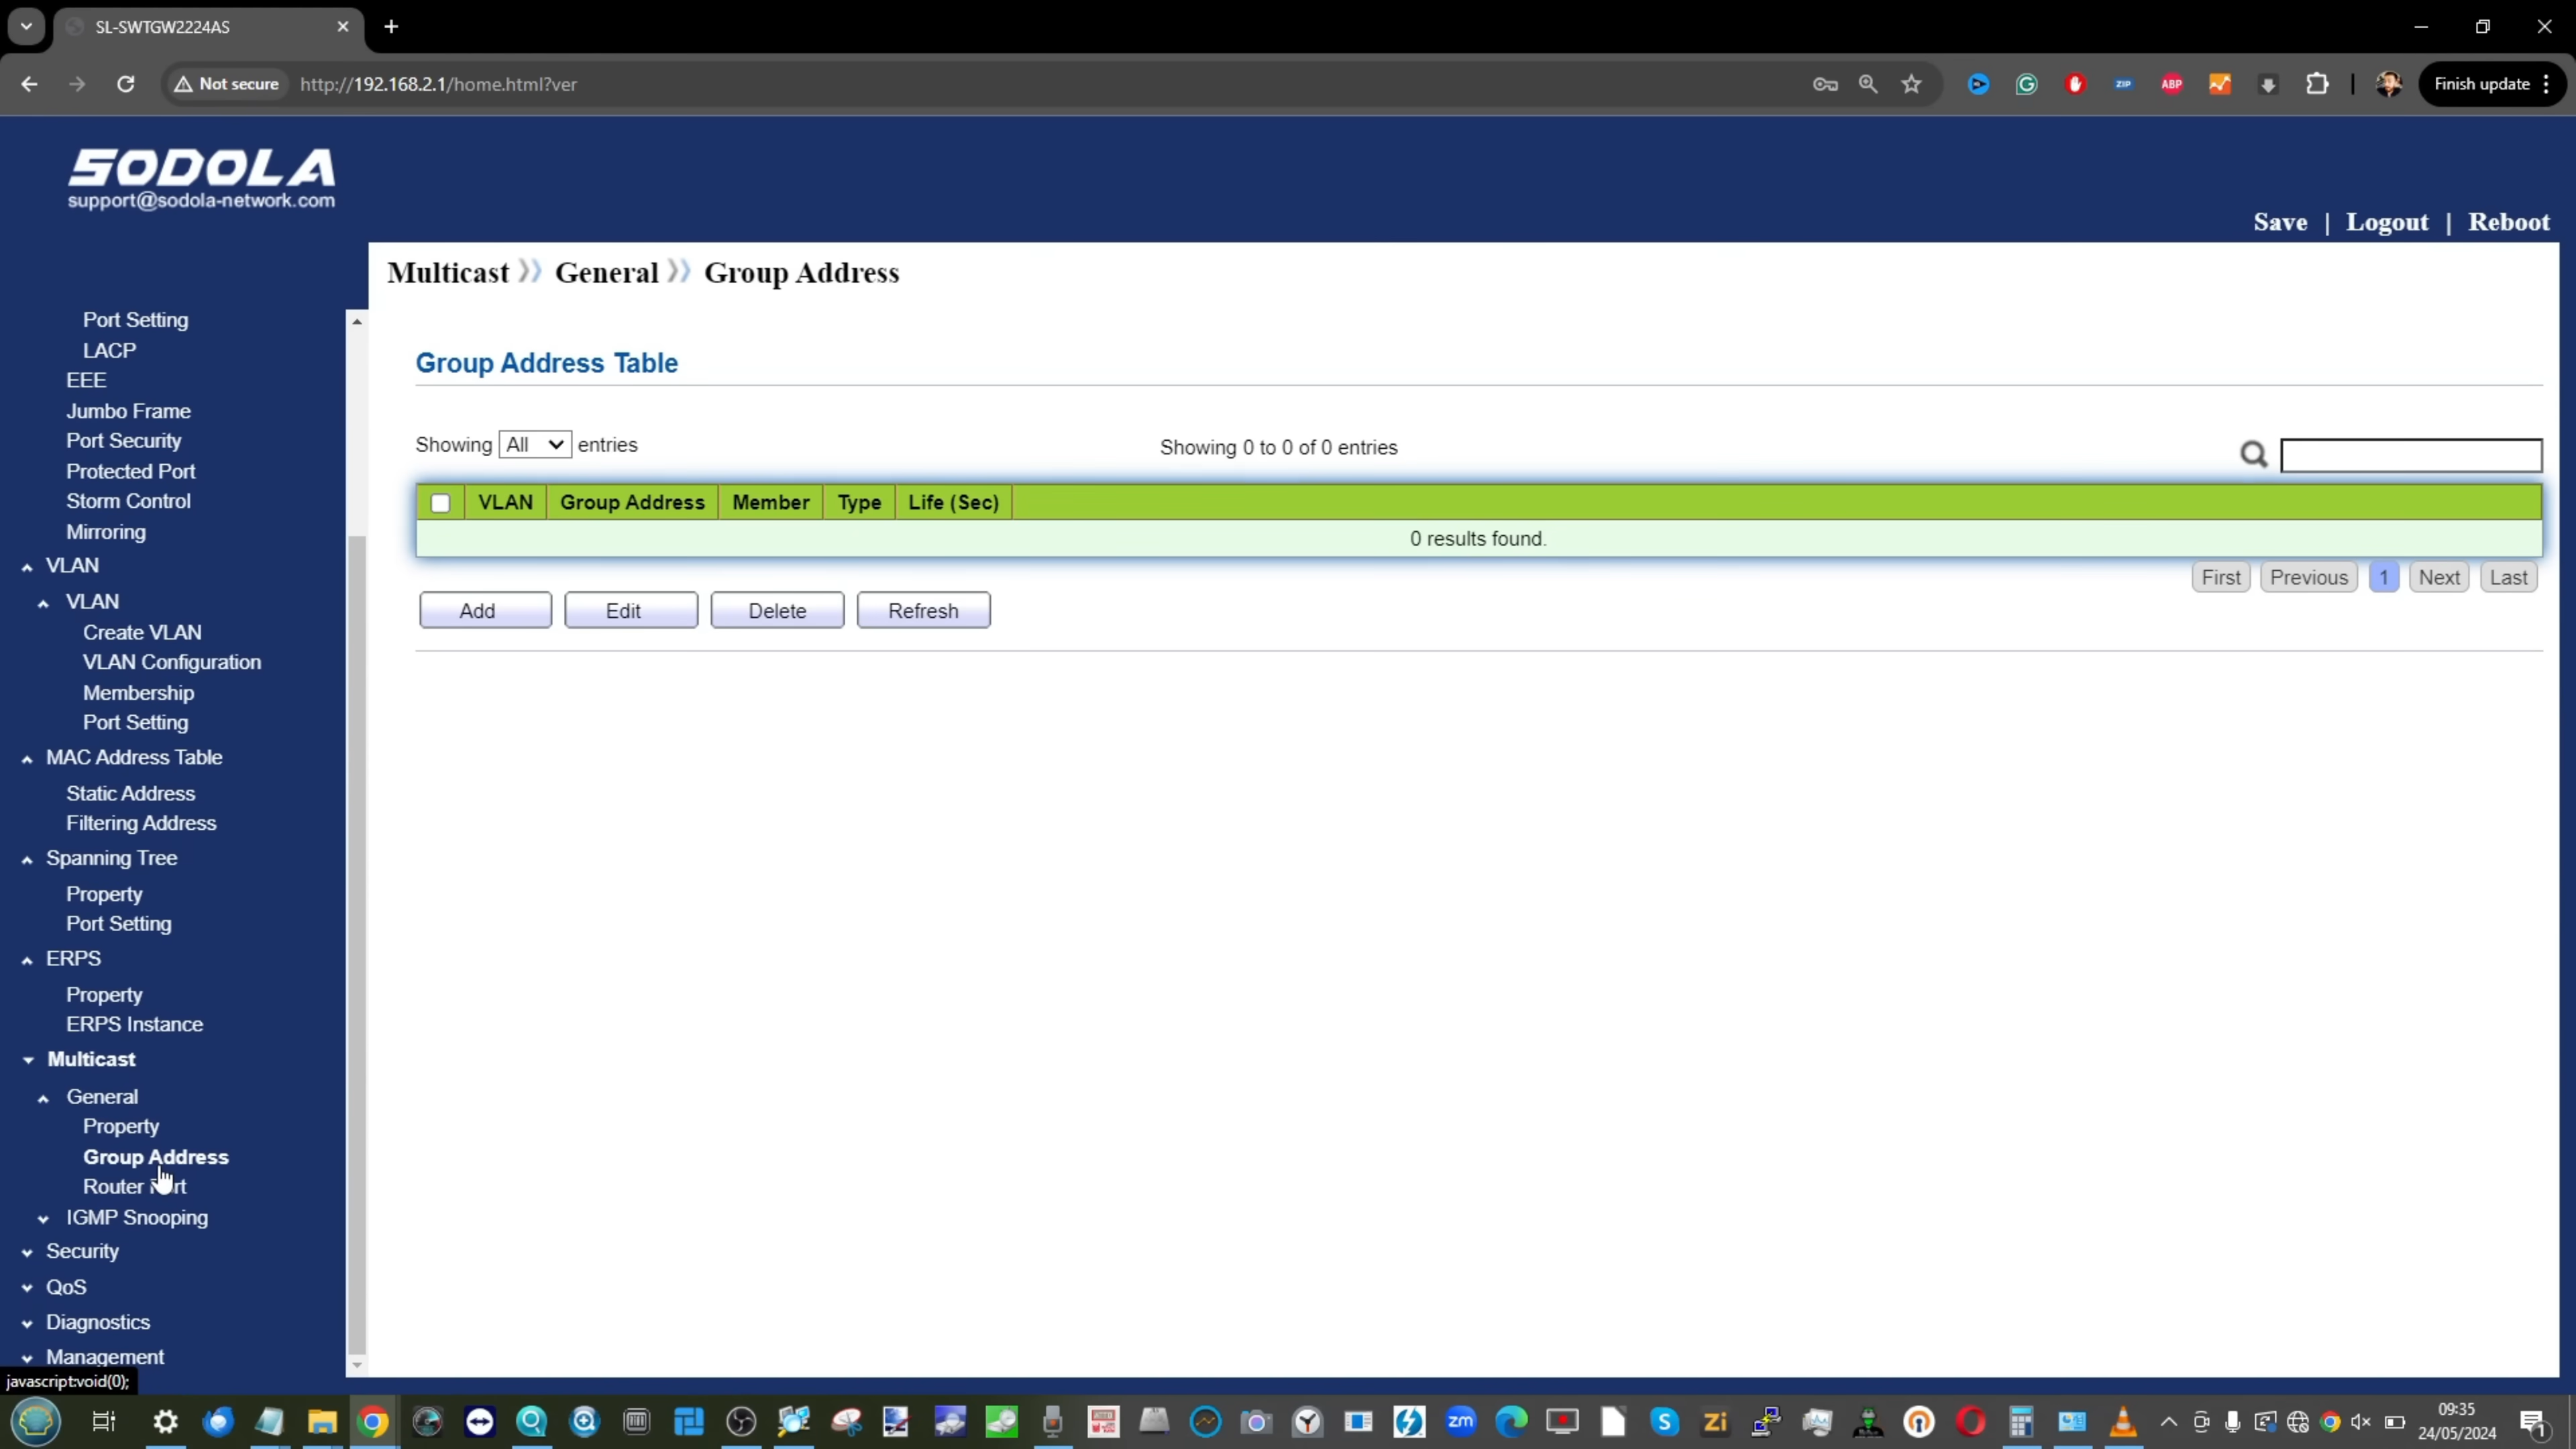 SL-SWTGW2224AS
Not secure
http://192.168.2.1/home.html?ver
ZIP
ABP
Finish update
SODOLA
support@sodola-network.com
Save | Logout | Reboot
Multicast General Group Address
Port Setting
LACP
EEE
Jumbo Frame
Port Security
Protected Port
Storm Control
Mirroring
VLAN
VLAN
Create VLAN
VLAN Configuration
Membership
Port Setting
MAC Address Table
Static Address
Filtering Address
Spanning Tree
Property
Port Setting
ERPS
Property
ERPS Instance
Multicast
General
Property
Group Address
Router
IGMP Snooping
Security
QoS
Diagnostics
Management
javascript:void(0);
Group Address Table
Showing All entries
Showing 0 to 0 of 0 entries
VLAN Group Address Member Type Life (Sec)
0 results found.
First Previous 1 Next Last
Add Edit Delete Refresh
zm
S
Zi
09:35
24/05/2024
1